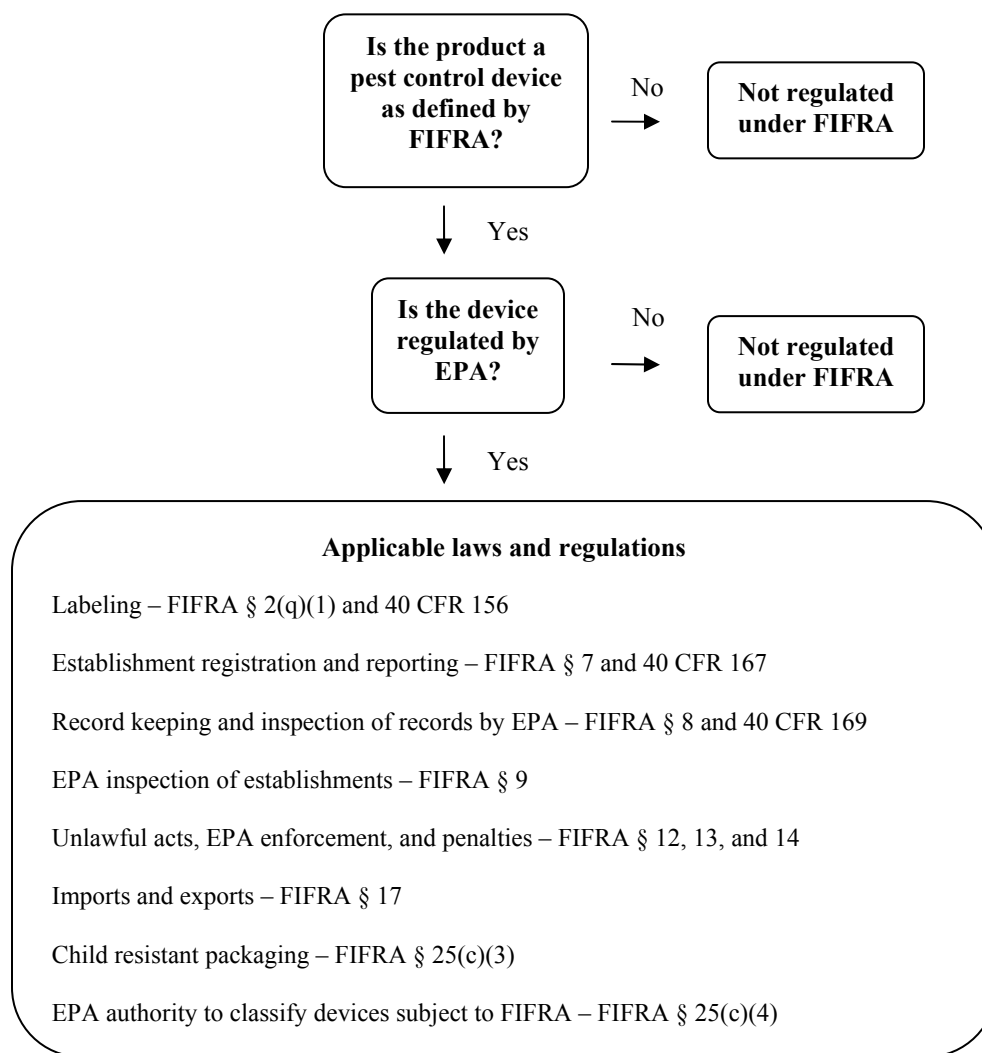 Is the product a
pest control device
as defined by
FIFRA?
No
Not regulated
under FIFRA
Yes
Is the device
regulated by
EPA?
No
Not regulated
under FIFRA
Yes
Applicable laws and regulations
Labeling – FIFRA § 2(q)(1) and 40 CFR 156
Establishment registration and reporting – FIFRA § 7 and 40 CFR 167
Record keeping and inspection of records by EPA – FIFRA § 8 and 40 CFR 169
EPA inspection of establishments – FIFRA § 9
Unlawful acts, EPA enforcement, and penalties – FIFRA § 12, 13, and 14
Imports and exports – FIFRA § 17
Child resistant packaging – FIFRA § 25(c)(3)
EPA authority to classify devices subject to FIFRA – FIFRA § 25(c)(4)